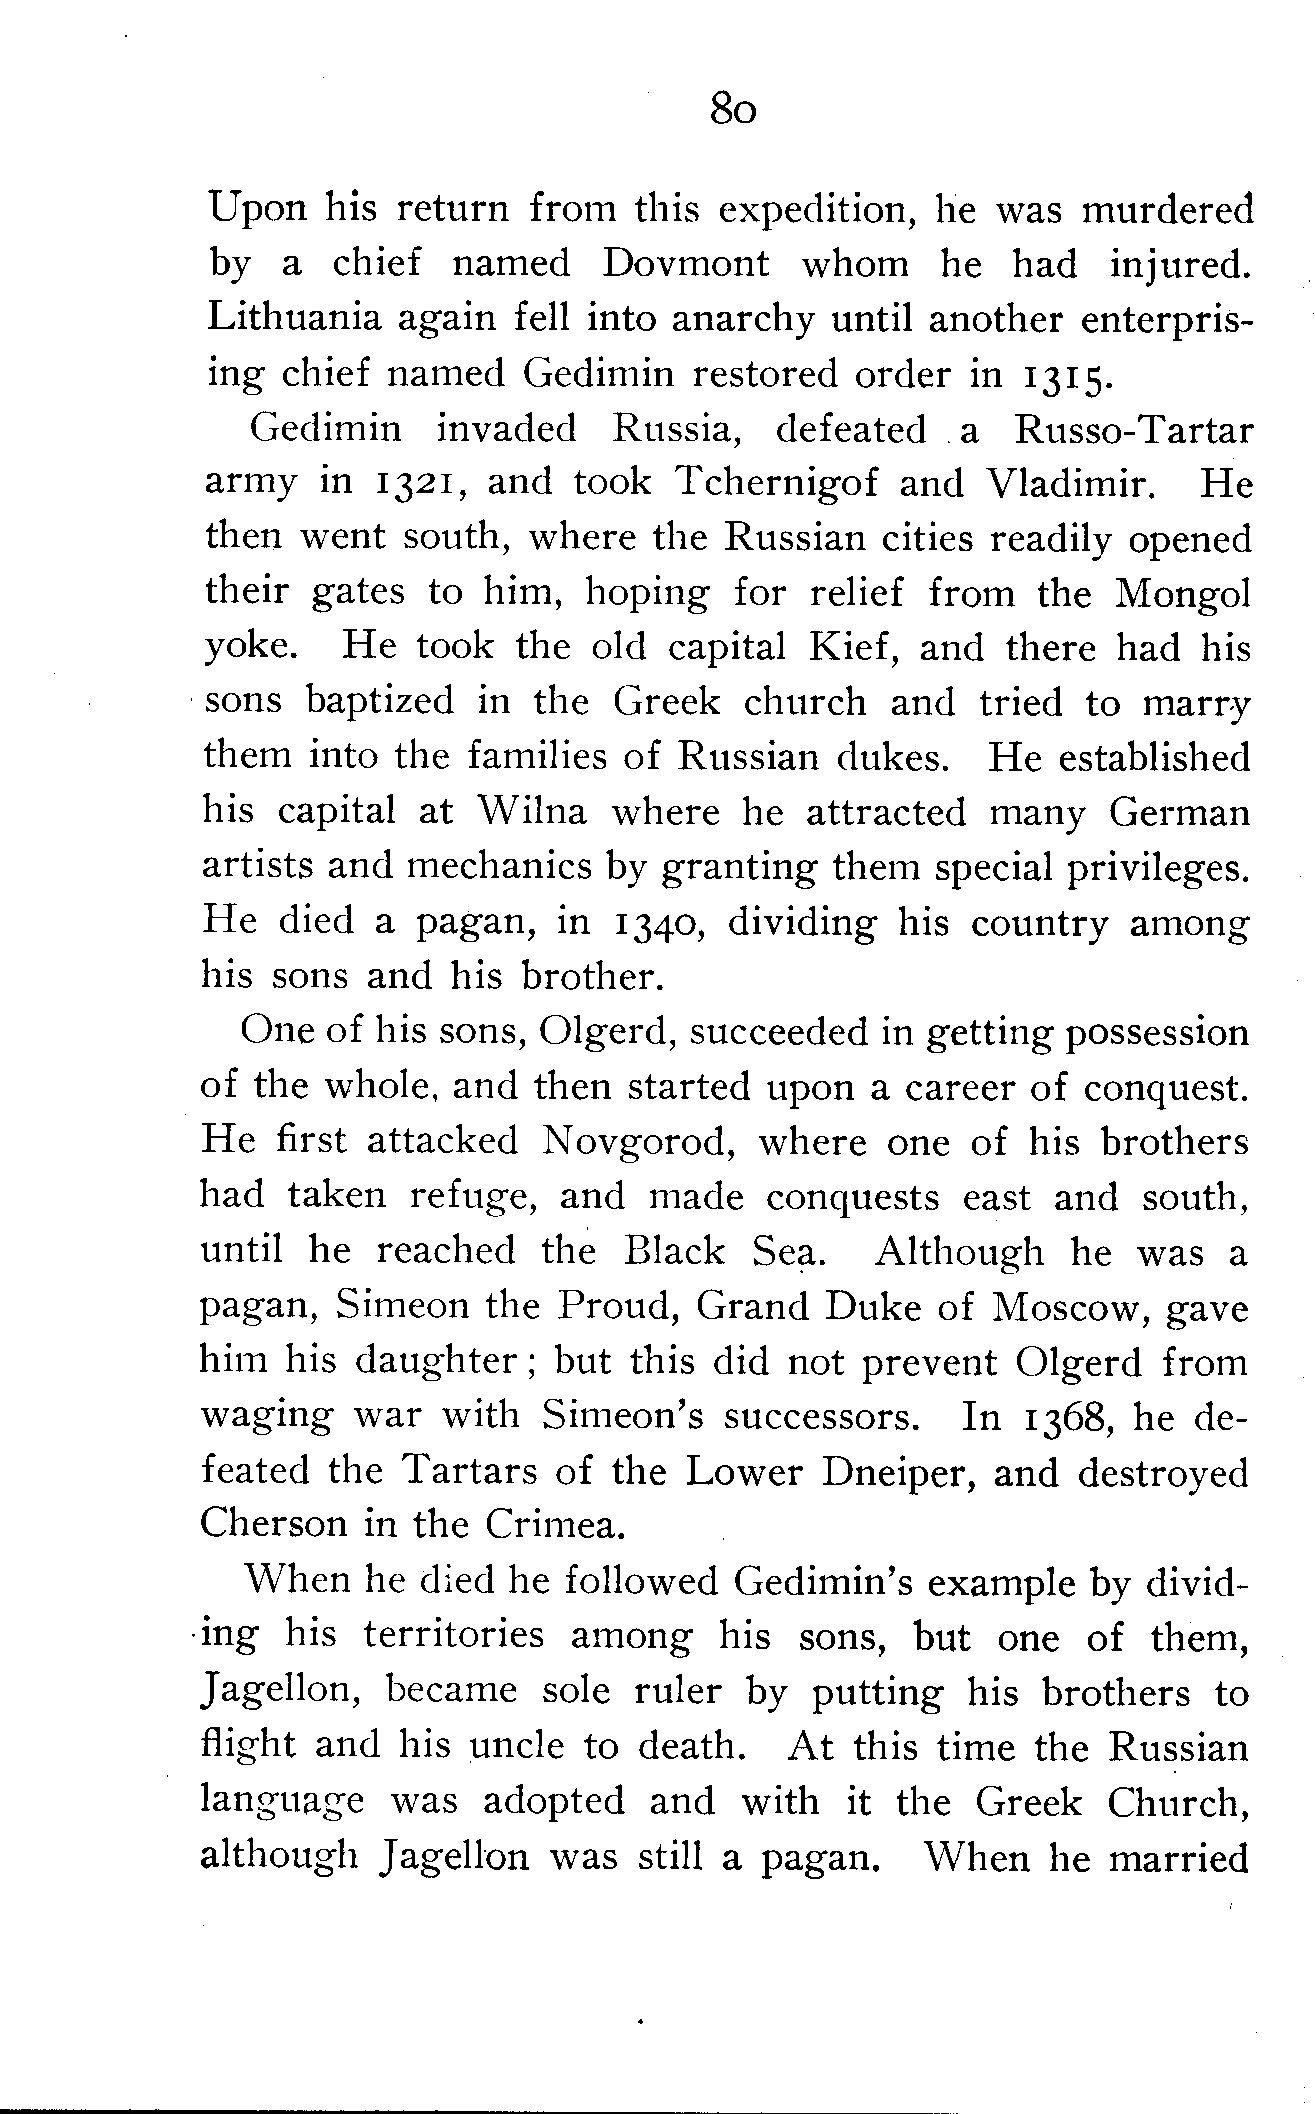 80
Upon his return from this expedition, he was murdered
by a chief named Dovmont whom he had injured.
Lithuania again fell into anarchy until another enterpris-
ing chief named Gedimin restored order in 1315.
Gedimin invaded Russia, defeated a Russo-Tartar
army in 1321, and took Tchernigof and Vladimir. He
then went south, where the Russian cities readily opened
their gates to him, hoping for relief from the Mongol
yoke. He took the old capital Kief, and there had his
sons baptized in the Greek church and tried to marry
them into the families of Russian dukes. He established
his capital at Wilna where he attracted many German
artists and mechanics by granting them special privileges.
He died a pagan, in 1340, dividing his country among
his sons and his brother.
One of his sons, Olgerd, succeeded in getting possession
of the whole, and then started upon a career of conquest.
He first attacked Novgorod, where one of his brothers
had taken refuge, and made conquests east and south,
until he reached the Black Sea. Although he was a
pagan, Simeon the Proud, Grand Duke of Moscow, gave
him his daughter; but this did not prevent Olgerd from
waging war with Simeon's successors. In 1368, he de-
feated the Tartars of the Lower Dneiper, and destroyed
Cherson in the Crimea.
When he died he followed Gedimin's example by divid-
ing his territories among his sons, but one of them,
Jagellon, became sole ruler by putting his brothers to
flight and his uncle to death. At this time the Russian
language was adopted and with it the Greek Church,
although Jagellon was still a pagan. When he married